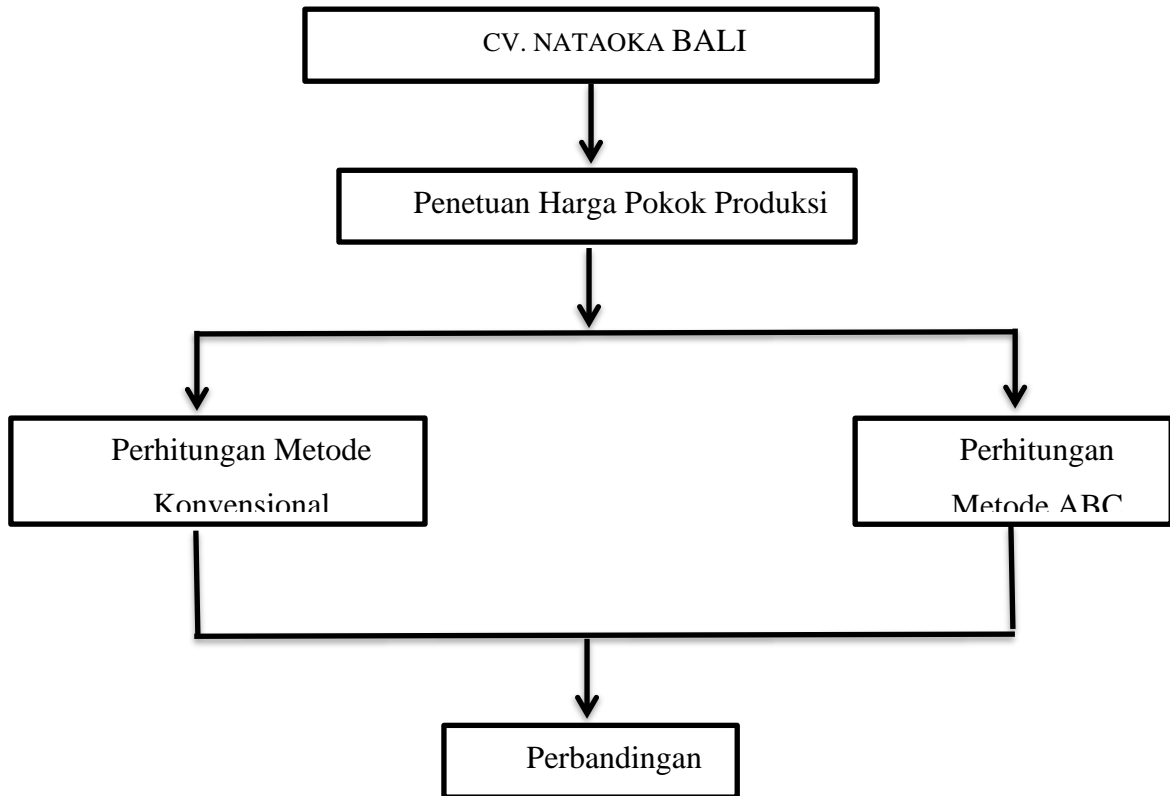 CV. NATAOKA BALI
Penetuan Harga Pokok Produksi
Perhitungan Metode
Konvensional
Perhitungan
Metode ABC
Perbandingan